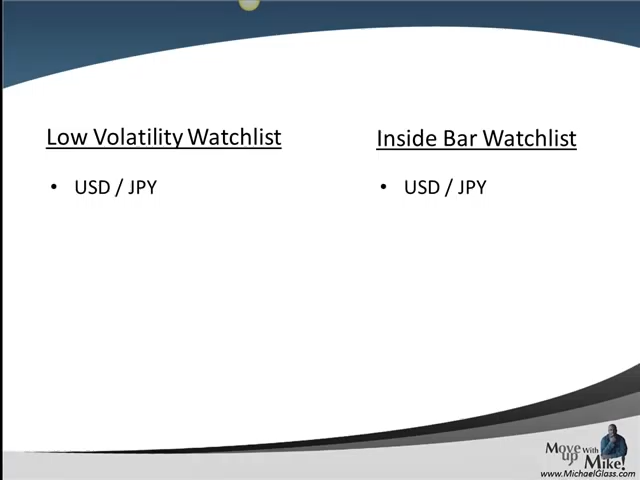 Low Volatility Watchlist
• USD / JPY
Inside Bar Watchlist
• USD / JPY
Move up With Mike!
www.MichaelGlass.com